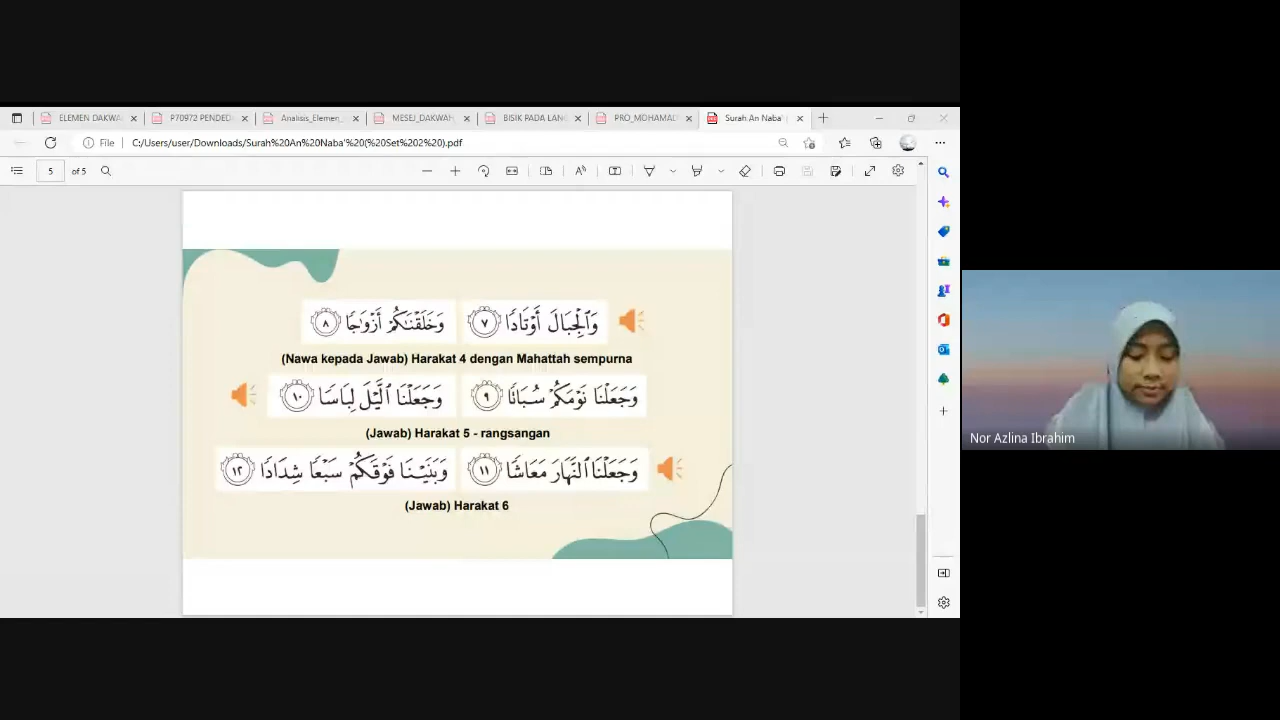 ELEMEN DAKWA
P70972 PENDED
Analisis_Elemen_
MESEJ_DAKWAH_
BISIK PADA LANG
PRO_MOHAMAD
Surah An Naba'
File C:/Users/user/Downloads/Surah%20An%20Naba'%20(%20Set%202%20).pdf
5 of 5
وَٱلْجِبَالَ أَوْتَادًا ٧ وَخَلَقْنَٰكُمْ أَزْوَٰجًا ٨
(Nawa kepada Jawab) Harakat 4 dengan Mahattah sempurna
وَجَعَلْنَا نَوْمَكُمْ سُبَاتًا ٩ وَجَعَلْنَا ٱلَّيْلَ لِبَاسًا ١٠
(Jawab) Harakat 5 - rangsangan
وَجَعَلْنَا ٱلنَّهَارَ مَعَاشًا ١١ وَبَنَيْنَا فَوْقَكُمْ سَبْعًا شِدَادًا ١٢
(Jawab) Harakat 6
Nor Azlina Ibrahim